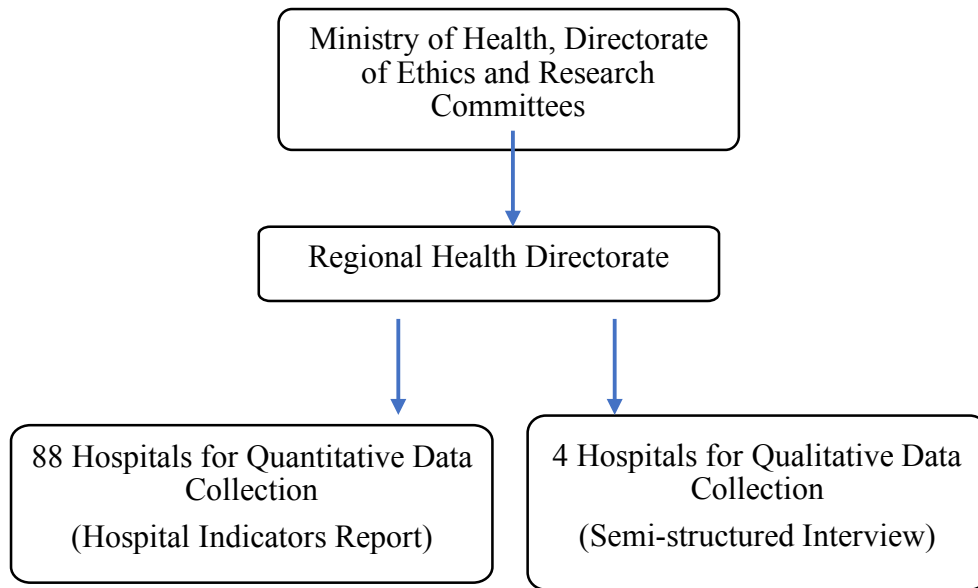 Ministry of Health, Directorate
of Ethics and Research
Committees
Regional Health Directorate
88 Hospitals for Quantitative Data
Collection
(Hospital Indicators Report)
4 Hospitals for Qualitative Data
Collection
(Semi-structured Interview)